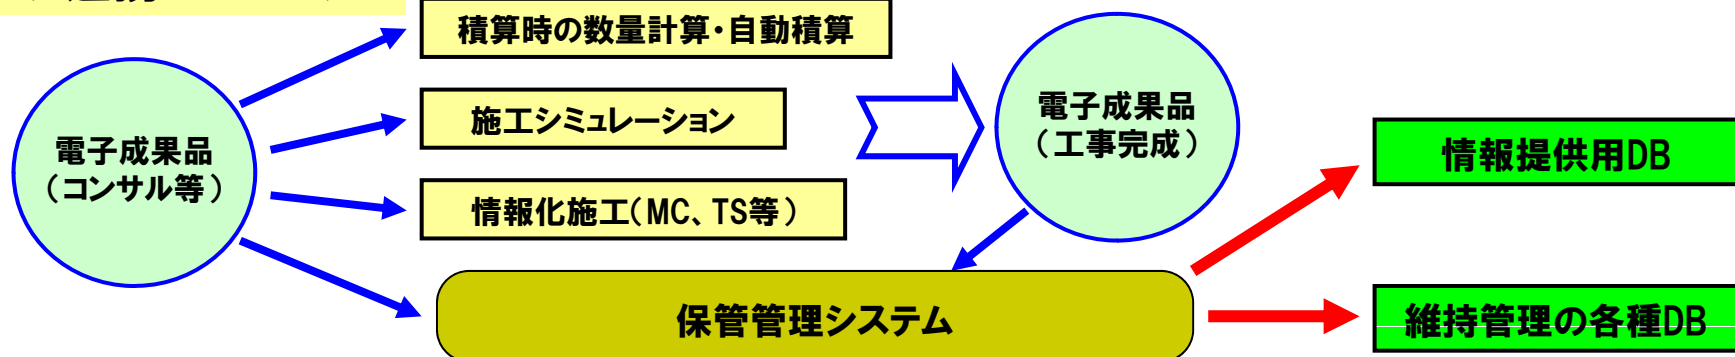 積算時の数量計算・自動積算
電子成果品
(コンサル等)
施工シミュレーション
情報化施工(MC、TS等)
電子成果品
(工事完成)
保管管理システム
情報提供用DB
維持管理の各種DB